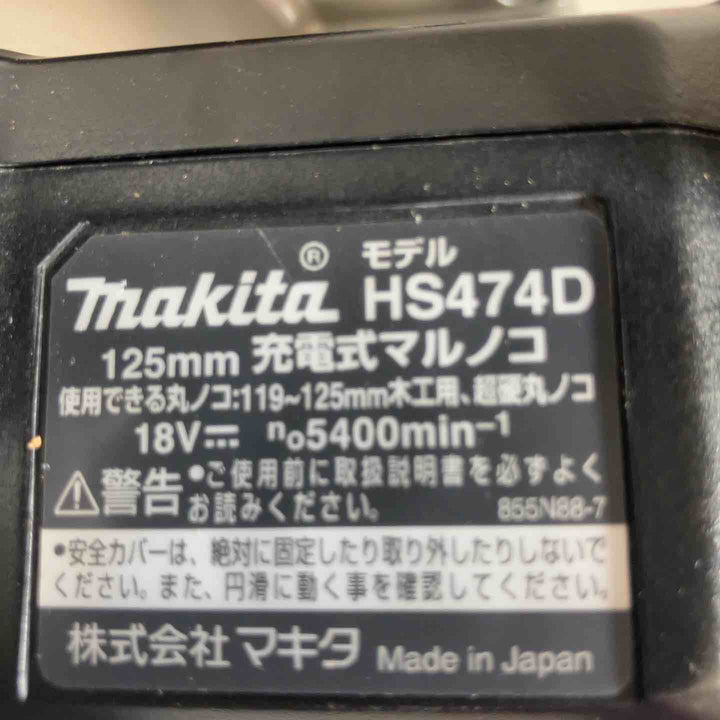 モデル
makita® HS474D
125mm 充電式マルノコ
使用できる丸ノコ:119~125mm木工用、超硬丸ノコ
18V⎓ n₀5400min⁻¹
⚠警告 •ご使用前に取扱説明書を必ずよく
お読みください。 855N88-7
•安全カバーは、絶対に固定したり取り外したりしないで
ください。また、円滑に動く事を確認してください。
株式会社マキタ Made in Japan